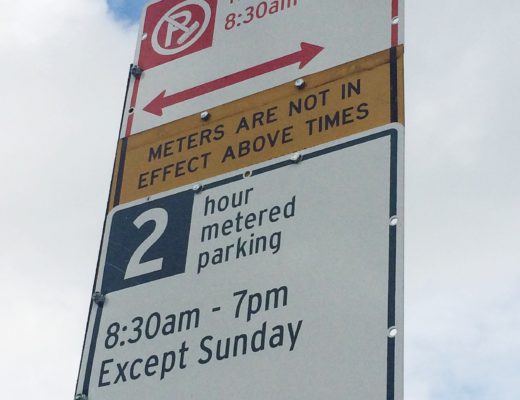 8:30am
METERS ARE NOT IN
EFFECT ABOVE TIMES
2
hour
metered
parking
8:30am - 7pm
Except Sunday